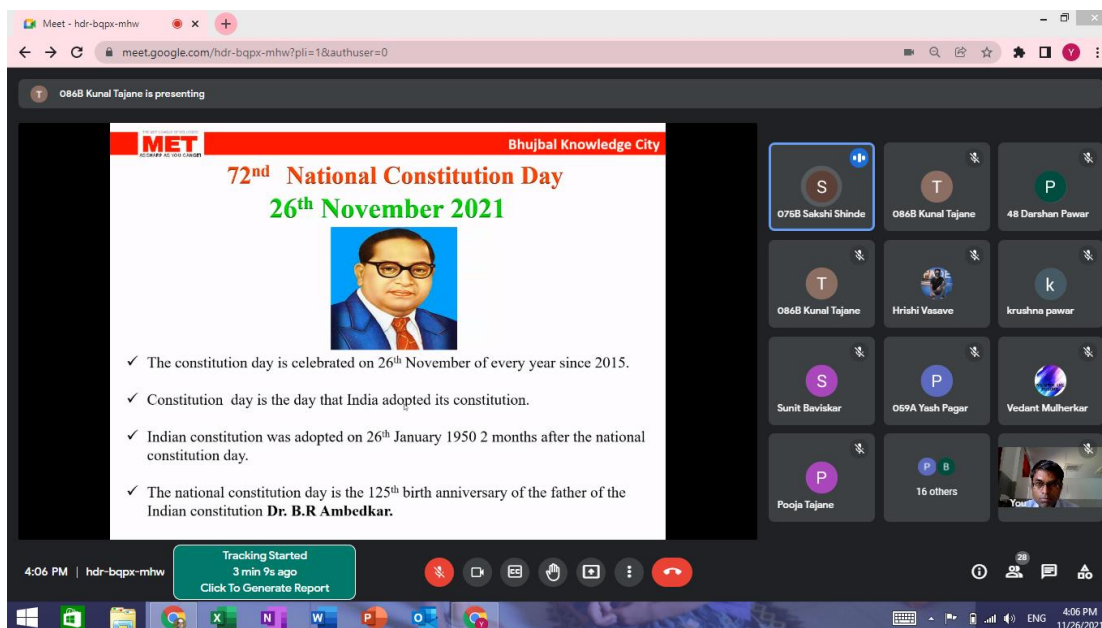 Meet - hdr-bqpx-mhw
meet.google.com/hdr-bqpx-mhw?pli=1&authuser=0
Y
T 086B Kunal Tajane is presenting
MET
Bhujbal Knowledge City
72nd National Constitution Day
26th November 2021
✓ The constitution day is celebrated on 26th November of every year since 2015.
✓ Constitution day is the day that India adopted its constitution.
✓ Indian constitution was adopted on 26th January 1950 2 months after the national
constitution day.
✓ The national constitution day is the 125th birth anniversary of the father of the
Indian constitution Dr. B.R Ambedkar.
S
075B Sakshi Shinde
T
086B Kunal Tajane
P
48 Darshan Pawar
T
086B Kunal Tajane
Hrishi Vasave
k
krushna pawar
S
Sunit Baviskar
P
059A Yash Pagar
Vedant Mulherkar
P
Pooja Tajane
P B
16 others
You
4:06 PM | hdr-bqpx-mhw
Tracking Started
3 min 9s ago
Click To Generate Report
CC
28
X N W P O
ENG
4:06 PM
11/26/2021